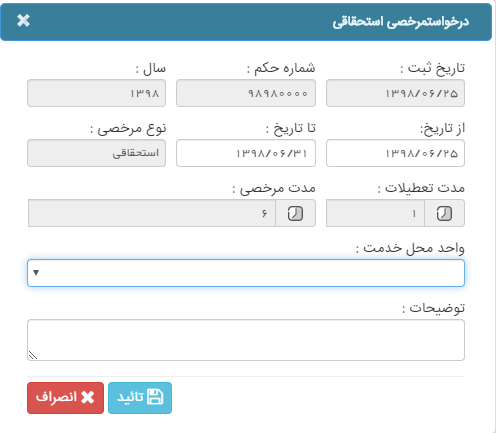 درخواستمرخصی استحقاقی
تاریخ ثبت : شماره حکم : سال :
۱۳۹۸/۰۶/۲۵ ۹۸۹۸۰۰۰۰ ۱۳۹۸
از تاریخ: تا تاریخ : نوع مرخصی :
۱۳۹۸/۰۶/۲۵ ۱۳۹۸/۰۶/۳۱ استحقاقی
مدت تعطیلات : مدت مرخصی :
۱ ۶
واحد محل خدمت :
توضیحات :
تائید انصراف